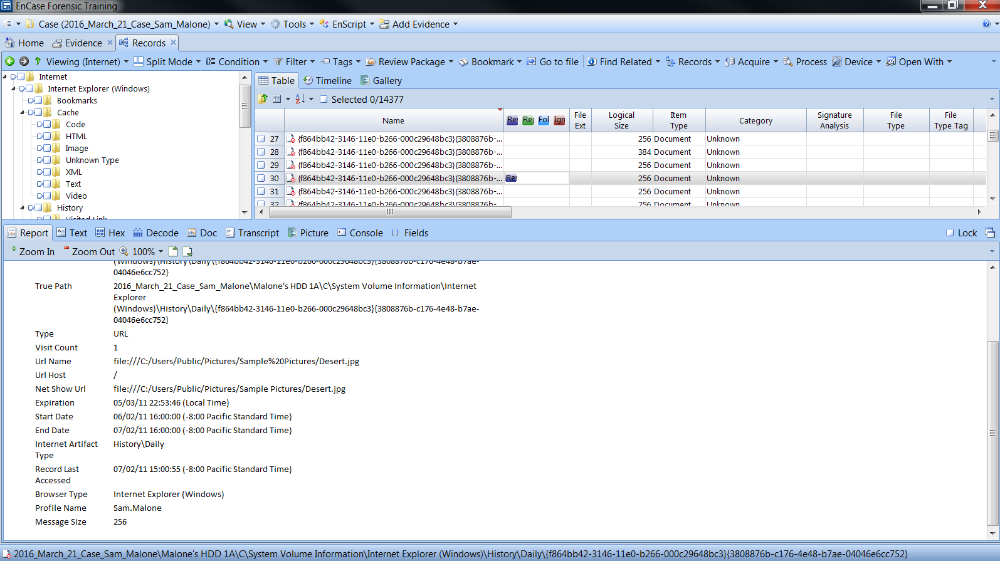 EnCase Forensic Training
Case (2016_March_21_Case_Sam_Malone) View Tools EnScript Add Evidence
Home Evidence Records
Viewing (Internet) Split Mode Condition Filter Tags Review Package Bookmark Go to file Find Related Records Acquire Process Device Open With
Internet
Internet Explorer (Windows)
Bookmarks
Cache
Code
HTML
Image
Unknown Type
XML
Text
Video
History
Visited Link
Table Timeline Gallery
Selected 0/14377
Name Re Re Fol Ign File Ext Logical Size Item Type Category Signature Analysis File Type File Type Tag
27 {f864bb42-3146-11e0-b266-000c29648bc3}{3808876b-... 256 Document Unknown
28 {f864bb42-3146-11e0-b266-000c29648bc3}{3808876b-... 384 Document Unknown
29 {f864bb42-3146-11e0-b266-000c29648bc3}{3808876b-... 256 Document Unknown
30 {f864bb42-3146-11e0-b266-000c29648bc3}{3808876b-... Re 256 Document Unknown
31 {f864bb42-3146-11e0-b266-000c29648bc3}{3808876b-... 256 Document Unknown
32 {f864bb42-3146-11e0-b266-000c29648bc3}{3808876b-... 256 Document Unknown
Report Text Hex Decode Doc Transcript Picture Console Fields Lock
Zoom In Zoom Out 100%
(Windows)\History\Daily\{f864bb42-3146-11e0-b266-000c29648bc3}{3808876b-c176-4e48-b7ae-
04046e6cc752}
True Path 2016_March_21_Case_Sam_Malone\Malone's HDD 1A\C\System Volume Information\Internet
Explorer
(Windows)\History\Daily\{f864bb42-3146-11e0-b266-000c29648bc3}{3808876b-c176-4e48-b7ae-
04046e6cc752}
Type URL
Visit Count 1
Url Name file:///C:/Users/Public/Pictures/Sample%20Pictures/Desert.jpg
Url Host /
Net Show Url file:///C:/Users/Public/Pictures/Sample Pictures/Desert.jpg
Expiration 05/03/11 22:53:46 (Local Time)
Start Date 06/02/11 16:00:00 (-8:00 Pacific Standard Time)
End Date 07/02/11 16:00:00 (-8:00 Pacific Standard Time)
Internet Artifact History\Daily
Type
Record Last 07/02/11 15:00:55 (-8:00 Pacific Standard Time)
Accessed
Browser Type Internet Explorer (Windows)
Profile Name Sam.Malone
Message Size 256
2016_March_21_Case_Sam_Malone\Malone's HDD 1A\C\System Volume Information\Internet Explorer (Windows)\History\Daily\{f864bb42-3146-11e0-b266-000c29648bc3}{3808876b-c176-4e48-b7ae-04046e6cc752}